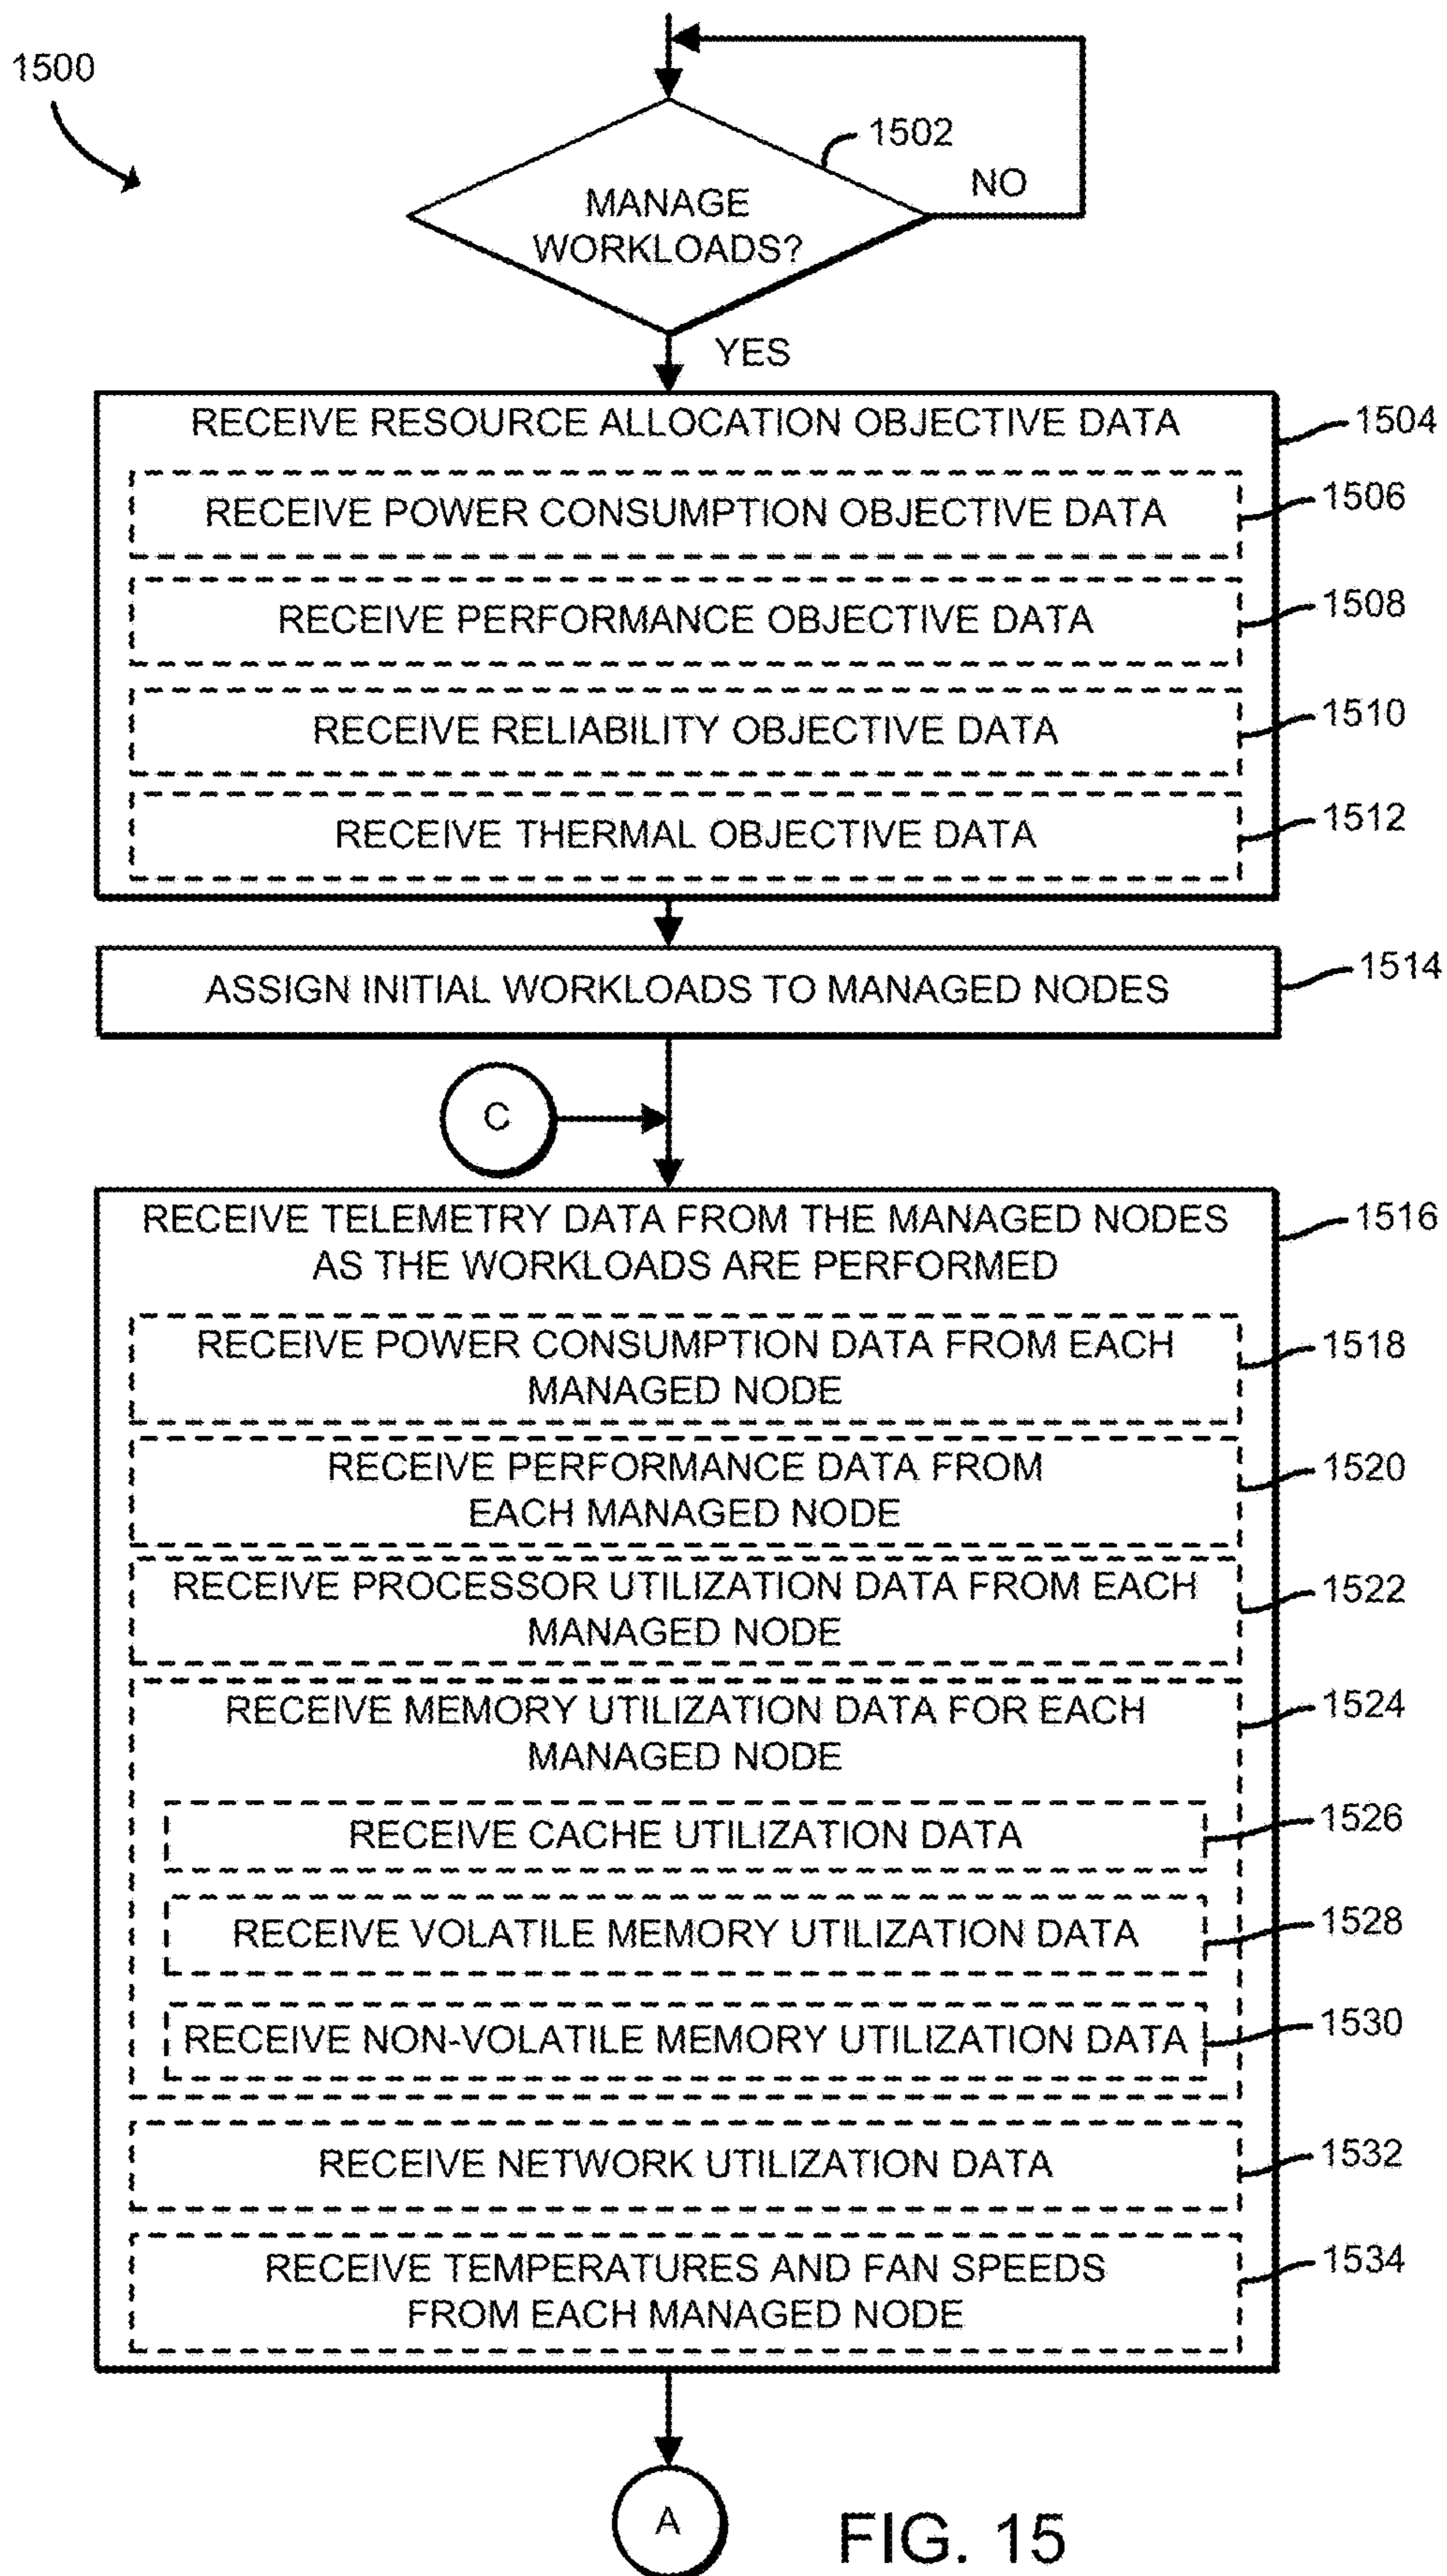 1500
1502
NO
MANAGE
WORKLOADS?
YES
RECEIVE RESOURCE ALLOCATION OBJECTIVE DATA
1504
RECEIVE POWER CONSUMPTION OBJECTIVE DATA
1506
RECEIVE PERFORMANCE OBJECTIVE DATA
1508
RECEIVE RELIABILITY OBJECTIVE DATA
1510
RECEIVE THERMAL OBJECTIVE DATA
1512
ASSIGN INITIAL WORKLOADS TO MANAGED NODES
1514
C
RECEIVE TELEMETRY DATA FROM THE MANAGED NODES
AS THE WORKLOADS ARE PERFORMED
1516
RECEIVE POWER CONSUMPTION DATA FROM EACH
MANAGED NODE
1518
RECEIVE PERFORMANCE DATA FROM
EACH MANAGED NODE
1520
RECEIVE PROCESSOR UTILIZATION DATA FROM EACH
MANAGED NODE
1522
RECEIVE MEMORY UTILIZATION DATA FOR EACH
MANAGED NODE
1524
RECEIVE CACHE UTILIZATION DATA
1526
RECEIVE VOLATILE MEMORY UTILIZATION DATA
1528
RECEIVE NON-VOLATILE MEMORY UTILIZATION DATA
1530
RECEIVE NETWORK UTILIZATION DATA
1532
RECEIVE TEMPERATURES AND FAN SPEEDS
FROM EACH MANAGED NODE
1534
A
FIG. 15